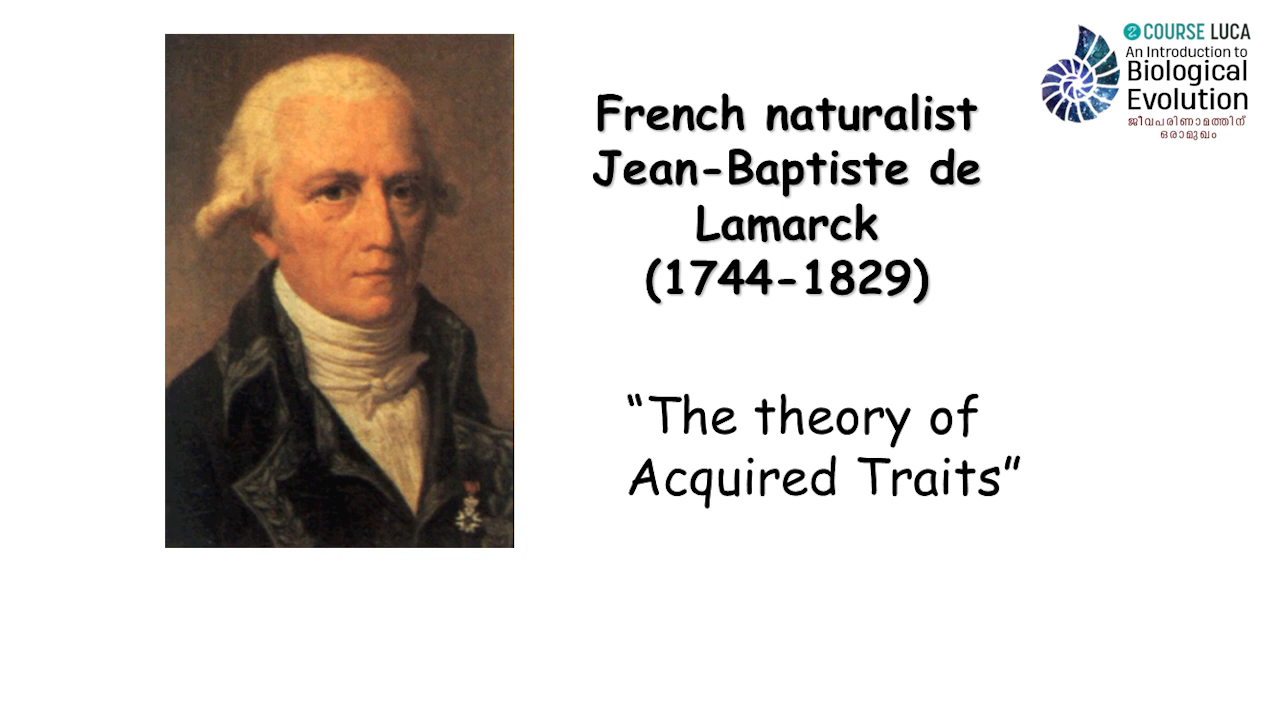 French naturalist
Jean-Baptiste de
Lamarck
(1744-1829)
“The theory of
Acquired Traits”
COURSE LUCA
An Introduction to
Biological
Evolution
ജീവപരിണാമത്തിന്
ഒരാമുഖം